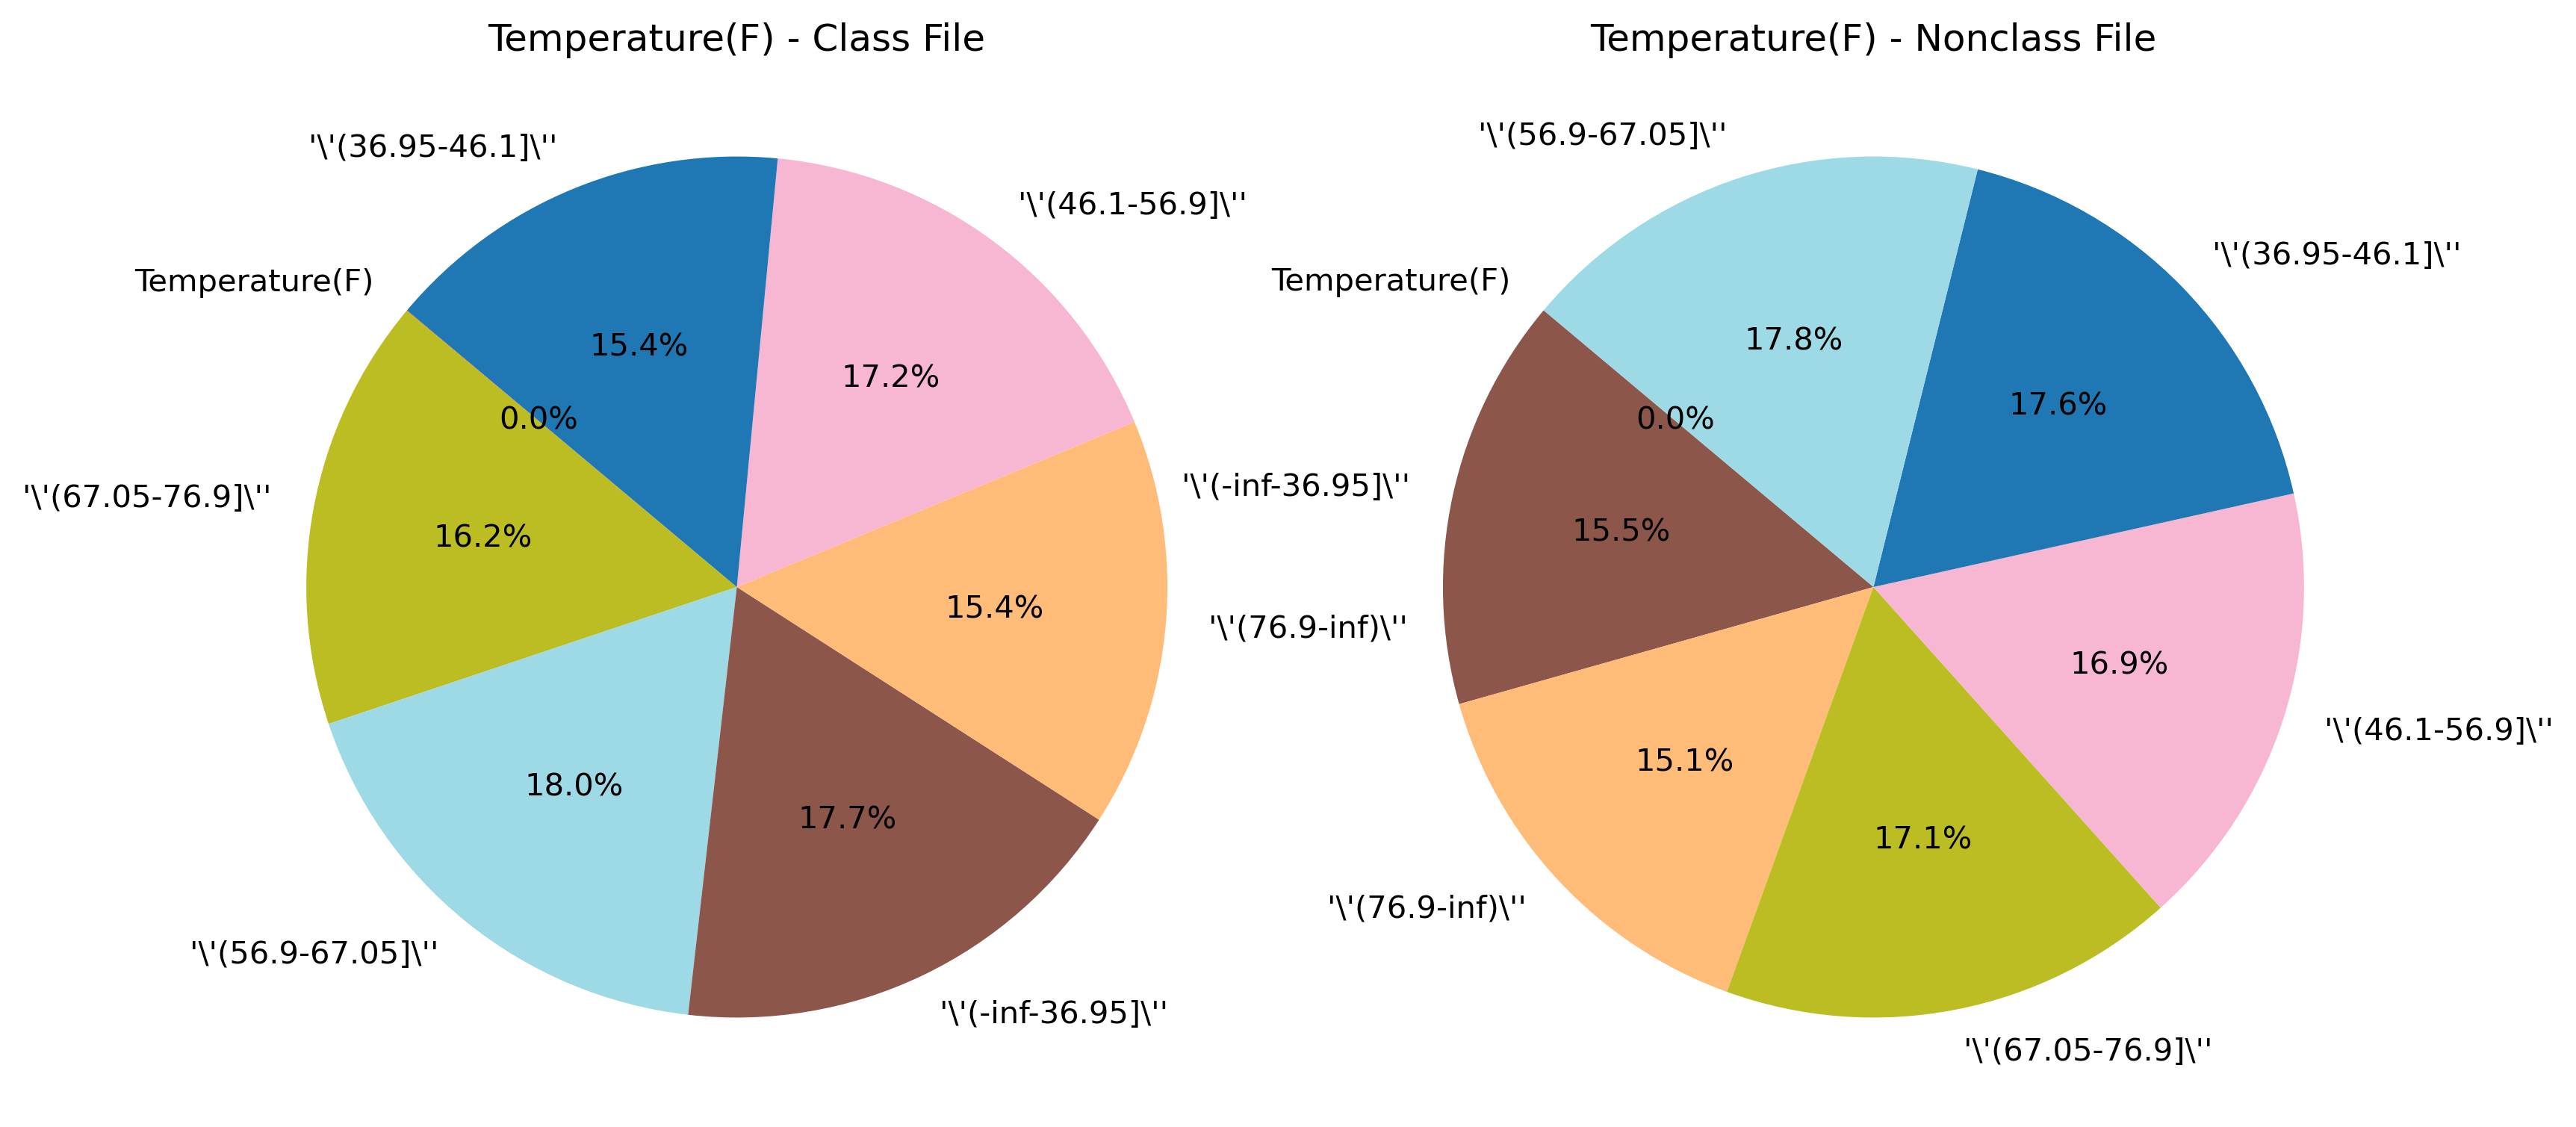 Temperature(F) - Class File
'\'(36.95-46.1]\''
'\'(46.1-56.9]\''
Temperature(F)
15.4%
17.2%
0.0%
'\'(67.05-76.9]\''
16.2%
15.4%
'\'(76.9-inf)\''
18.0%
17.7%
'\'(56.9-67.05]\''
'\'(-inf-36.95]\''
Temperature(F) - Nonclass File
'\'(56.9-67.05]\''
'\'(36.95-46.1]\''
Temperature(F)
17.8%
17.6%
0.0%
'\'(-inf-36.95]\''
15.5%
16.9%
'\'(46.1-56.9]\''
15.1%
17.1%
'\'(76.9-inf)\''
'\'(67.05-76.9]\''